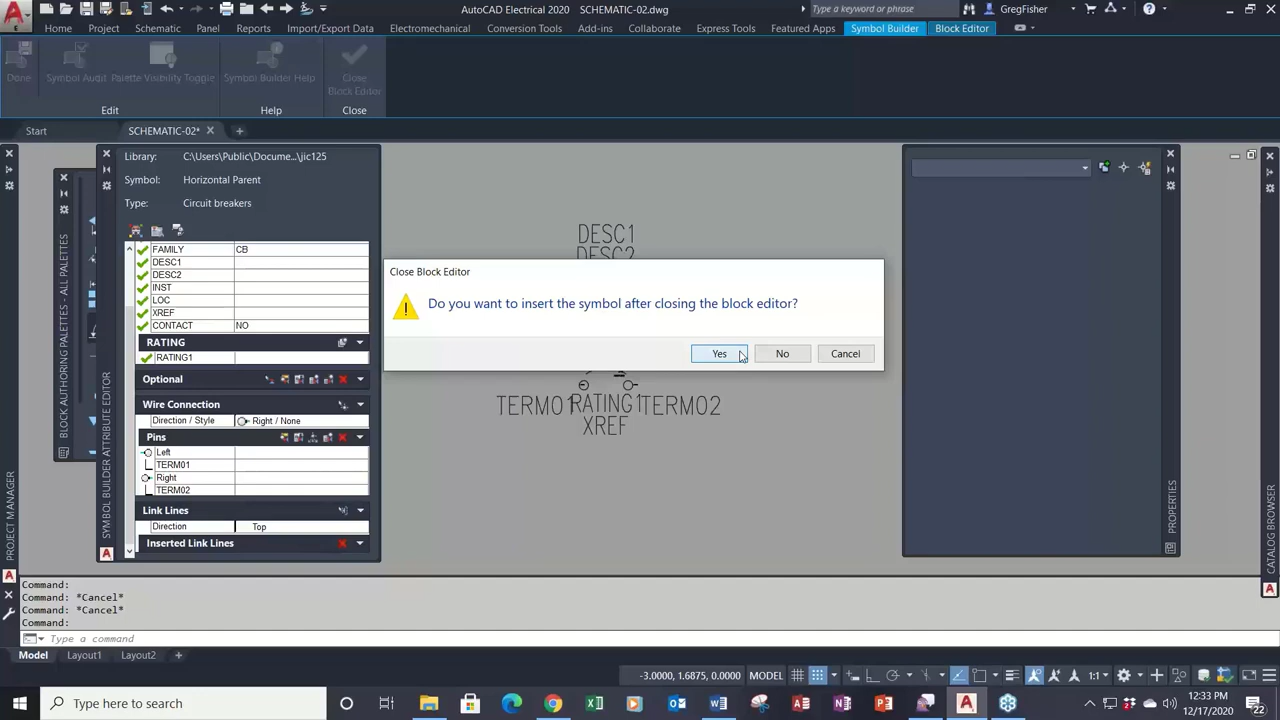 AutoCAD Electrical 2020 SCHEMATIC-02.dwg
Type a keyword or phrase
GregFisher
Home Project Schematic Panel Reports Import/Export Data Electromechanical Conversion Tools Add-ins Collaborate Express Tools Featured Apps Symbol Builder Block Editor
Done Symbol Audit Palette Visibility Toggle Symbol Builder Help Close Block Editor
Edit Help Close
Start SCHEMATIC-02*
Library: C:\Users\Public\Docume...\jic125
Symbol: Horizontal Parent
Type: Circuit breakers
FAMILY CB
DESC1
DESC2
INST
LOC
XREF
CONTACT NO
RATING
RATING1
Optional
Wire Connection
Direction / Style Right / None
Pins
Left
TERM01
Right
TERM02
Link Lines
Direction Top
Inserted Link Lines
PROJECT MANAGER
BLOCK AUTHORING PALETTES - ALL PALETTES
SYMBOL BUILDER ATTRIBUTE EDITOR
DESC1
DESC2
Close Block Editor
Do you want to insert the symbol after closing the block editor?
Yes No Cancel
TERM01 RATING1 TERM02
XREF
PROPERTIES
CATALOG BROWSER
Command:
Command: *Cancel*
Command: *Cancel*
Command:
Type a command
Model Layout1 Layout2
-3.0000, 1.6875, 0.0000 MODEL 1:1
Type here to search
12:33 PM
12/17/2020
22